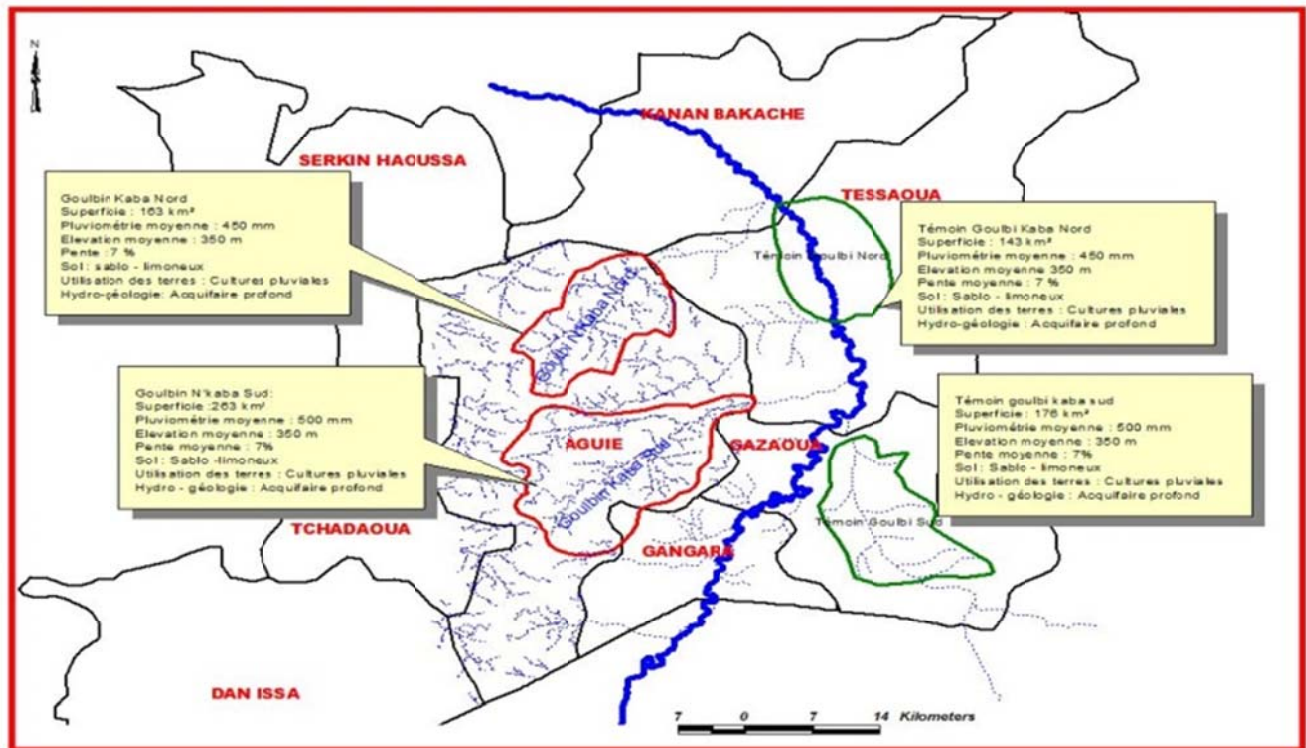 N
KANAN BAKACHE
SERKIN HAOUSSA
TESSAOUA
Goulbin Kaba Nord
Superficie : 163 km²
Pluviométrie moyenne : 450 mm
Elevation moyenne : 350 m
Pente : 7 %
Sol : sablo - limoneux
Utilisation des terres : Cultures pluviales
Hydro-géologie: Acquifaire profond
Témoin Goulbi Kaba Nord
Superficie : 143 km²
Pluviométrie moyenne : 450 mm
Elevation moyenne 350 m
Pente moyenne : 7 %
Sol : Sablo - limoneux
Utilisation des terres : Cultures pluviales
Hydro-géologie : Acquifaire profond
Témoin Goulbi Nord
Goulbi N'Kaba Nord
Goulbin N'kaba Sud:
Superficie :263 km²
Pluviométrie moyenne : 500 mm
Elevation moyenne : 350 m
Pente moyenne : 7%
Sol : Sablo -limoneux
Utilisation des terres : Cultures pluviales
Hydro - géologie : Acquifaire profond
Témoin goulbi kaba sud
Superficie: 176 km²
Pluviométrie moyenne : 500 mm
Elevation moyenne : 350 m
Pente moyenne : 7%
Sol : Sablo - limoneux
Utilisation des terres : Cultures pluviales
Hydro - géologie : Acquifaire profond
AGUIE
GAZAOUA
Goulbin Kaba Sud
Témoin Goulbi Sud
TCHADAOUA
GANGARA
DAN ISSA
7 0 7 14 Kilometers